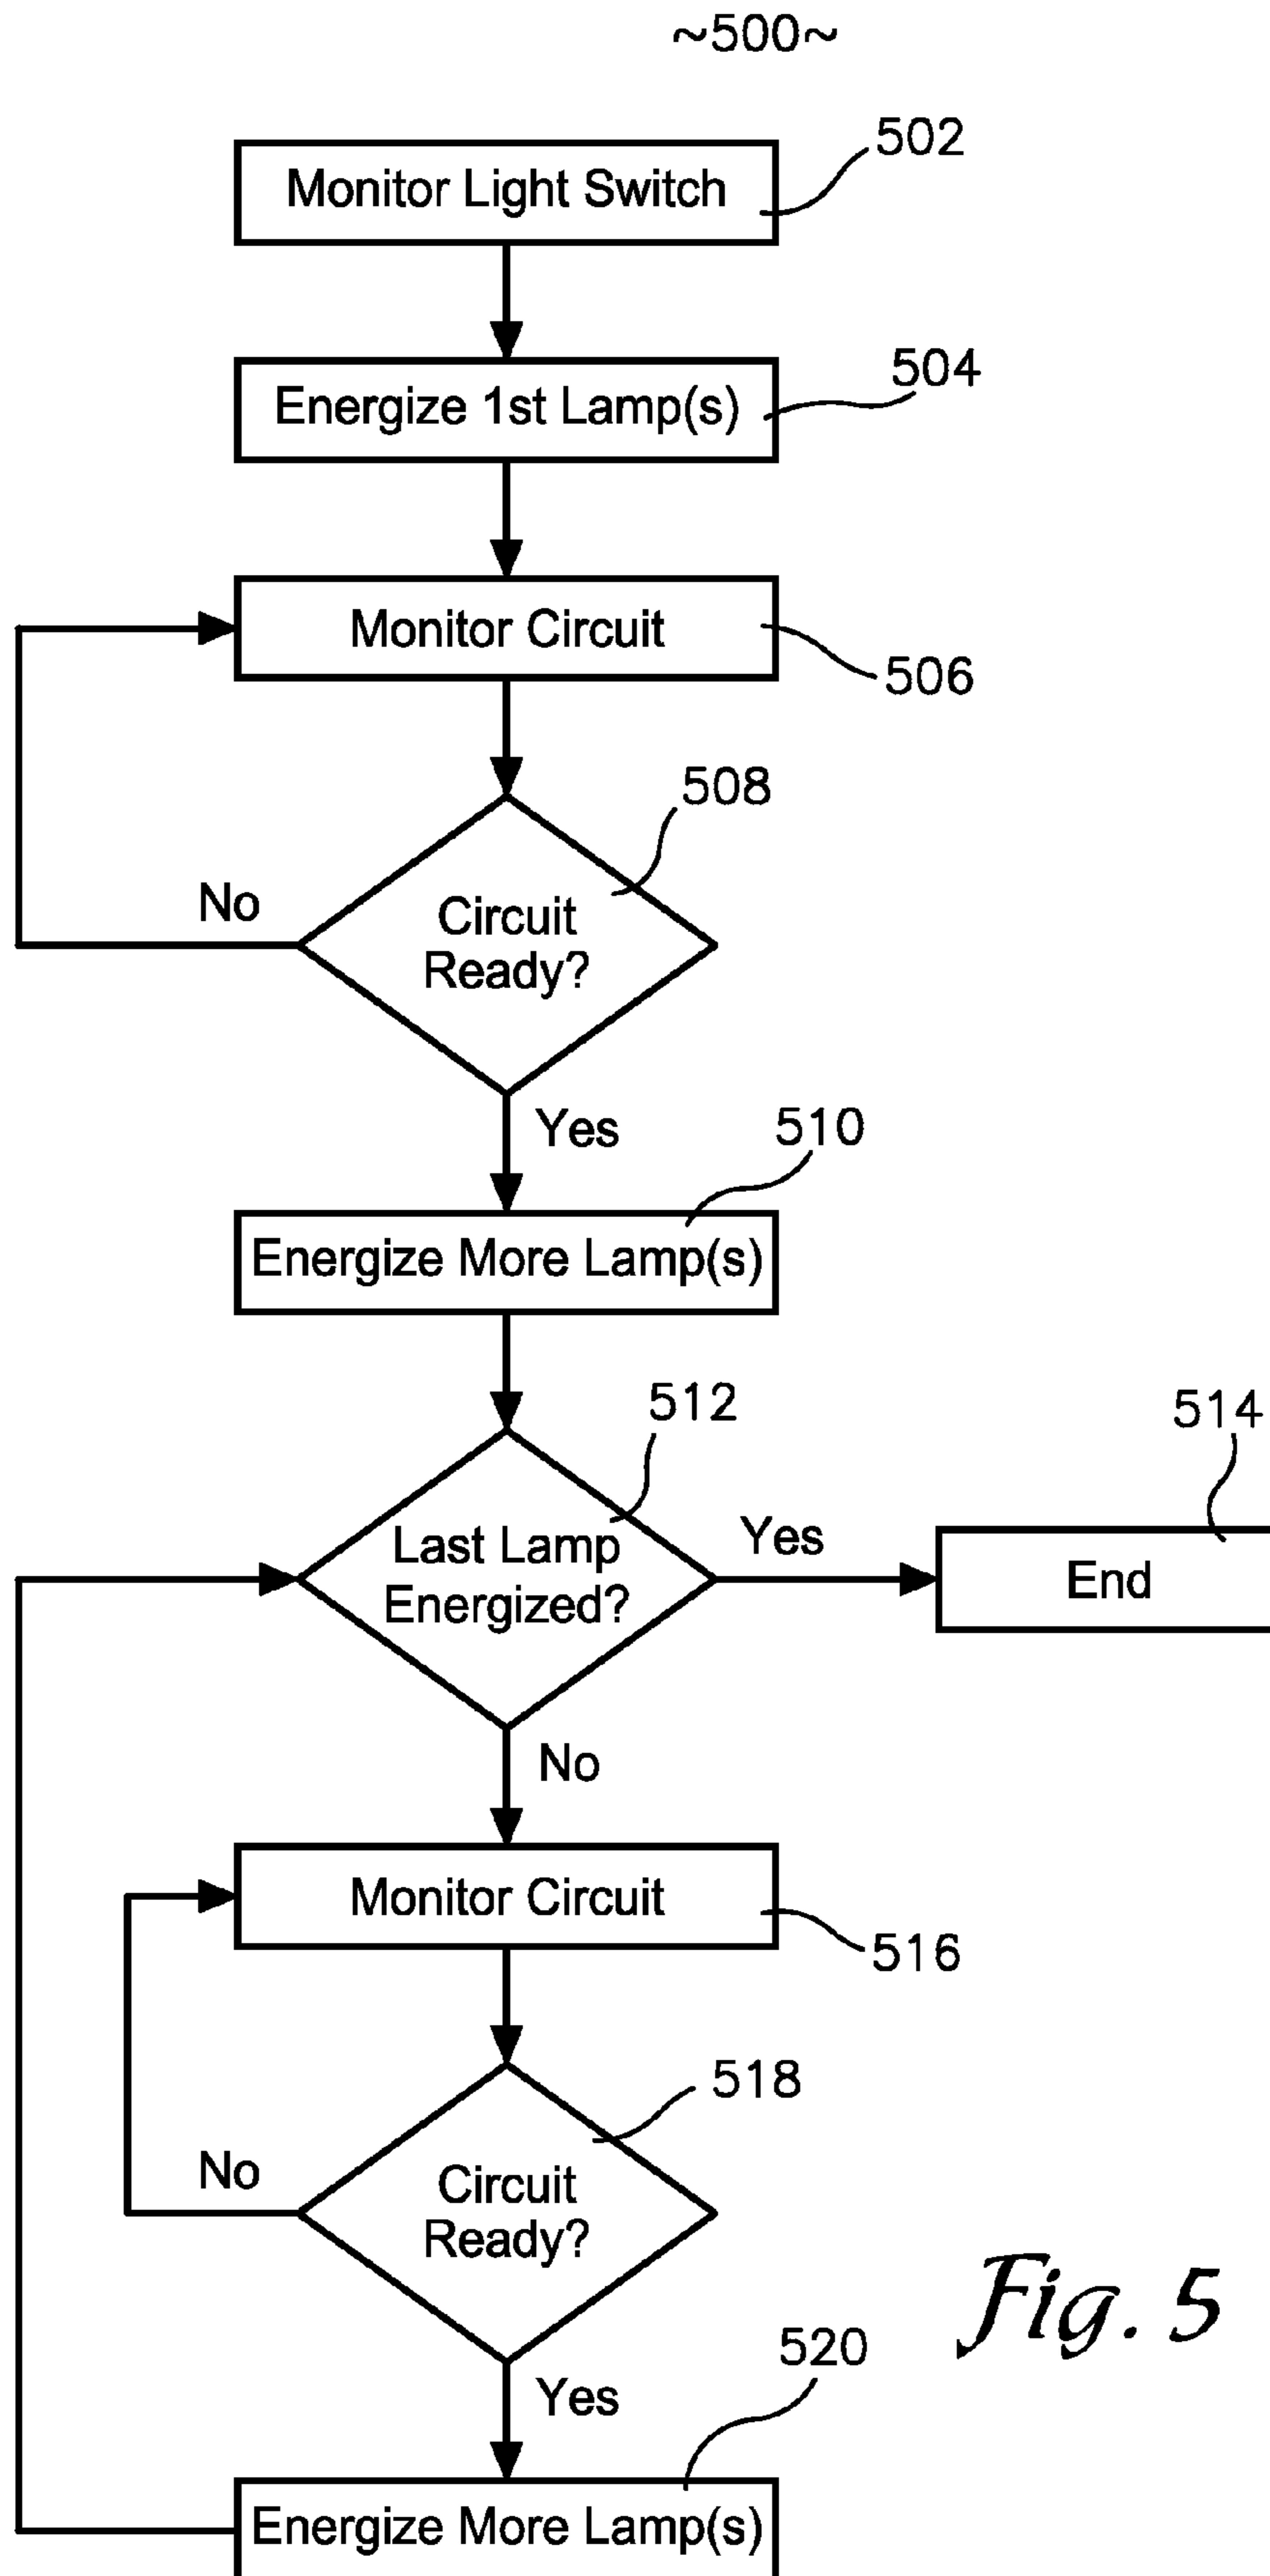 ~500~
Monitor Light Switch
502
Energize 1st Lamp(s)
504
Monitor Circuit
506
508
Circuit
Ready?
No
Yes
510
Energize More Lamp(s)
512
Last Lamp
Energized?
Yes
514
End
No
Monitor Circuit
516
518
Circuit
Ready?
No
Yes
520
Energize More Lamp(s)
Fig. 5